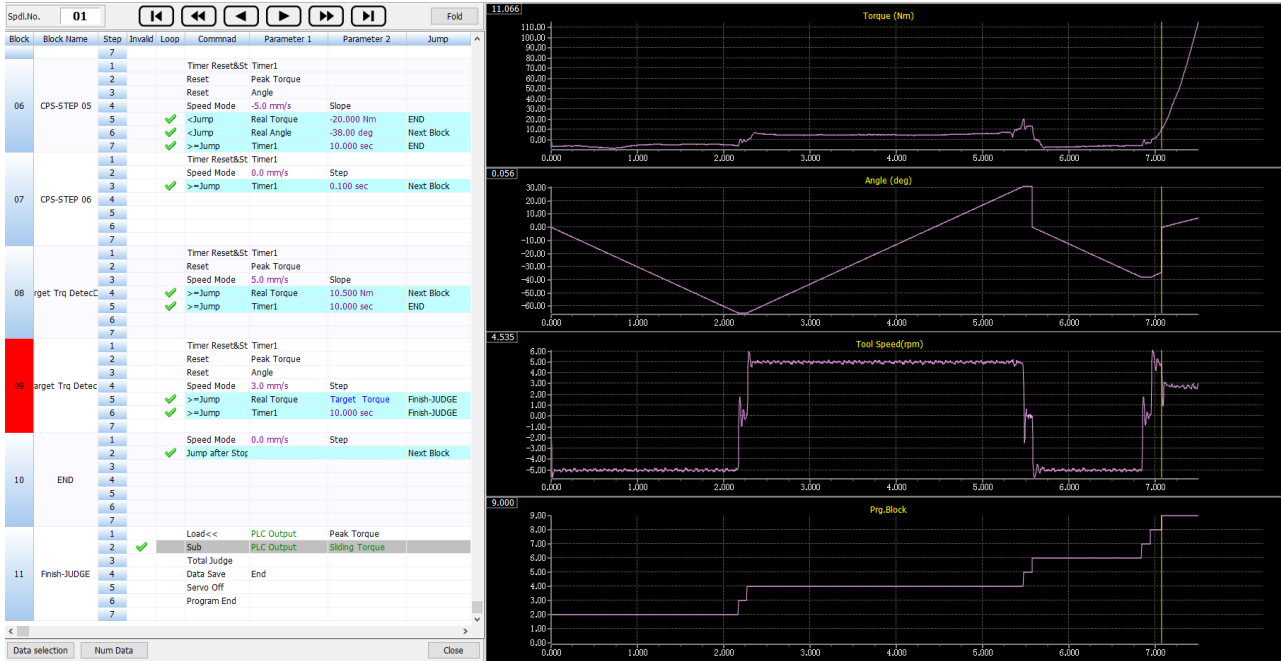 Spdl.No. 01 Fold
Block Block Name Step Invalid Loop Commnad Parameter 1 Parameter 2 Jump
7
1 Timer Reset&St Timer1
2 Reset Peak Torque
3 Reset Angle
06 CPS-STEP 05 4 Speed Mode -5.0 mm/s Slope
5 <Jump Real Torque -20.000 Nm END
6 <Jump Real Angle -38.00 deg Next Block
7 >=Jump Timer1 10.000 sec END
1 Timer Reset&St Timer1
2 Speed Mode 0.0 mm/s Step
3 >=Jump Timer1 0.100 sec Next Block
07 CPS-STEP 06 4
5
6
7
1 Timer Reset&St Timer1
2 Reset Peak Torque
3 Speed Mode 5.0 mm/s Slope
08 rget Trq DetecD 4 >=Jump Real Torque 10.500 Nm Next Block
5 >=Jump Timer1 10.000 sec END
6
7
1 Timer Reset&St Timer1
2 Reset Peak Torque
3 Reset Angle
09 arget Trq Detec 4 Speed Mode 3.0 mm/s Step
5 >=Jump Real Torque Target Torque Finish-JUDGE
6 >=Jump Timer1 10.000 sec Finish-JUDGE
7
1 Speed Mode 0.0 mm/s Step
2 Jump after Stop Next Block
3
10 END 4
5
6
7
1 Load<< PLC Output Peak Torque
2 Sub PLC Output Sliding Torque
3 Total Judge
11 Finish-JUDGE 4 Data Save End
5 Servo Off
6 Program End
7
Data selection Num Data Close
11.066
Torque (Nm)
110.00
100.00
90.00
80.00
70.00
60.00
50.00
40.00
30.00
20.00
10.00
0.00
0.000 1.000 2.000 3.000 4.000 5.000 6.000 7.000
0.056
Angle (deg)
30.00
20.00
10.00
0.00
-10.00
-20.00
-30.00
-40.00
-50.00
-60.00
0.000 1.000 2.000 3.000 4.000 5.000 6.000 7.000
4.535
Tool Speed(rpm)
6.00
5.00
4.00
3.00
2.00
1.00
0.00
-1.00
-2.00
-3.00
-4.00
-5.00
0.000 1.000 2.000 3.000 4.000 5.000 6.000 7.000
9.000
Prg.Block
9.00
8.00
7.00
6.00
5.00
4.00
3.00
2.00
1.00
0.00
0.000 1.000 2.000 3.000 4.000 5.000 6.000 7.000